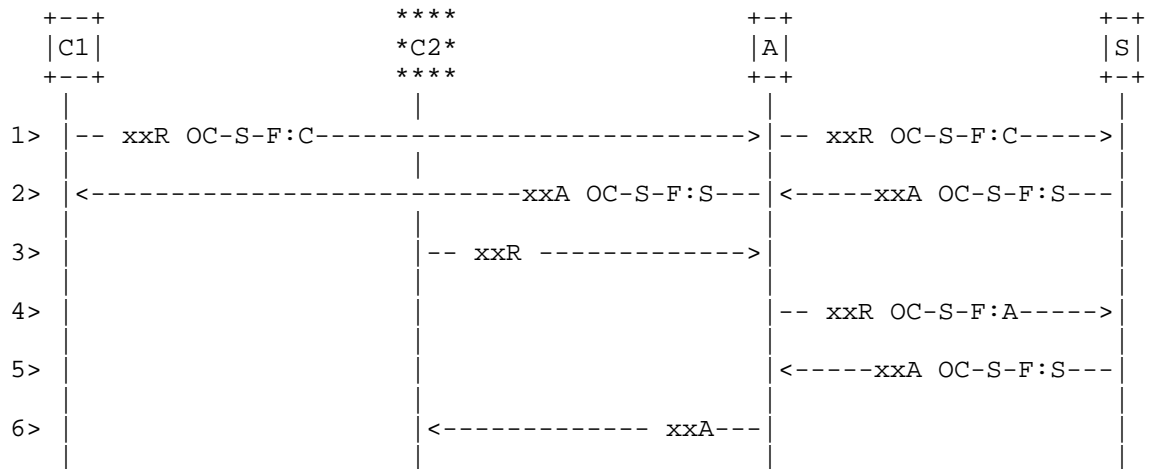 +--+ **** +-+ +-+
|C1| *C2* |A| |S|
+--+ **** +-+ +-+
| | | |
1> |-- xxR OC-S-F:C--------------------------->|-- xxR OC-S-F:C----->|
| | | |
2> |<---------------------------xxA OC-S-F:S---|<-----xxA OC-S-F:S---|
| | | |
3> | |-- xxR ------------->| |
| | | |
4> | | |-- xxR OC-S-F:A----->|
| | | |
5> | | |<-----xxA OC-S-F:S---|
| | | |
6> | |<------------- xxA---| |
| | | |